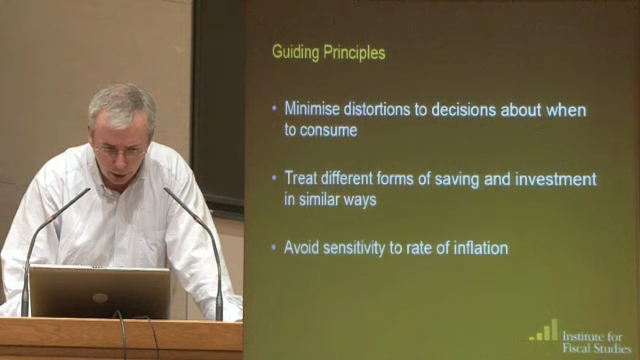 Guiding Principles
• Minimise distortions to decisions about when
to consume
• Treat different forms of saving and investment
in similar ways
• Avoid sensitivity to rate of inflation
Institute for
Fiscal Studies